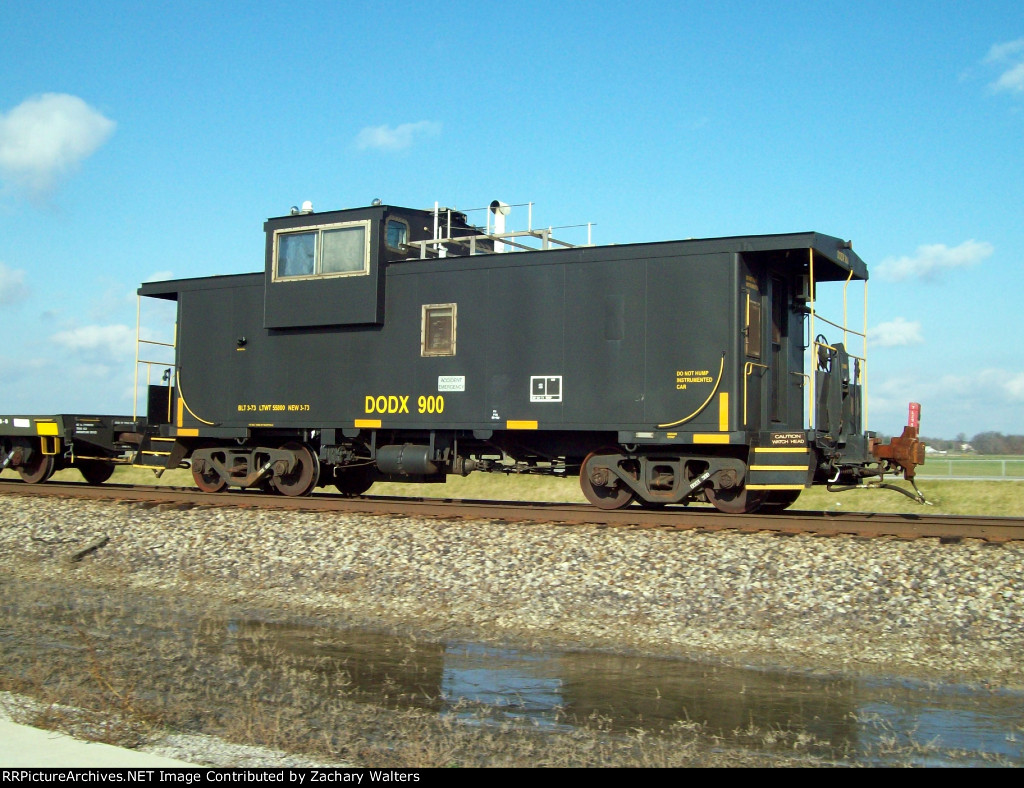 DO NOT HUMP
INSTRUMENTED
CAR
ACCIDENT
EMERGENCY
BLT 3-73 LTWT 55800 NEW 3-73
DODX 900
CAUTION
WATCH HEAD
RRPictureArchives.NET Image Contributed by Zachary Walters